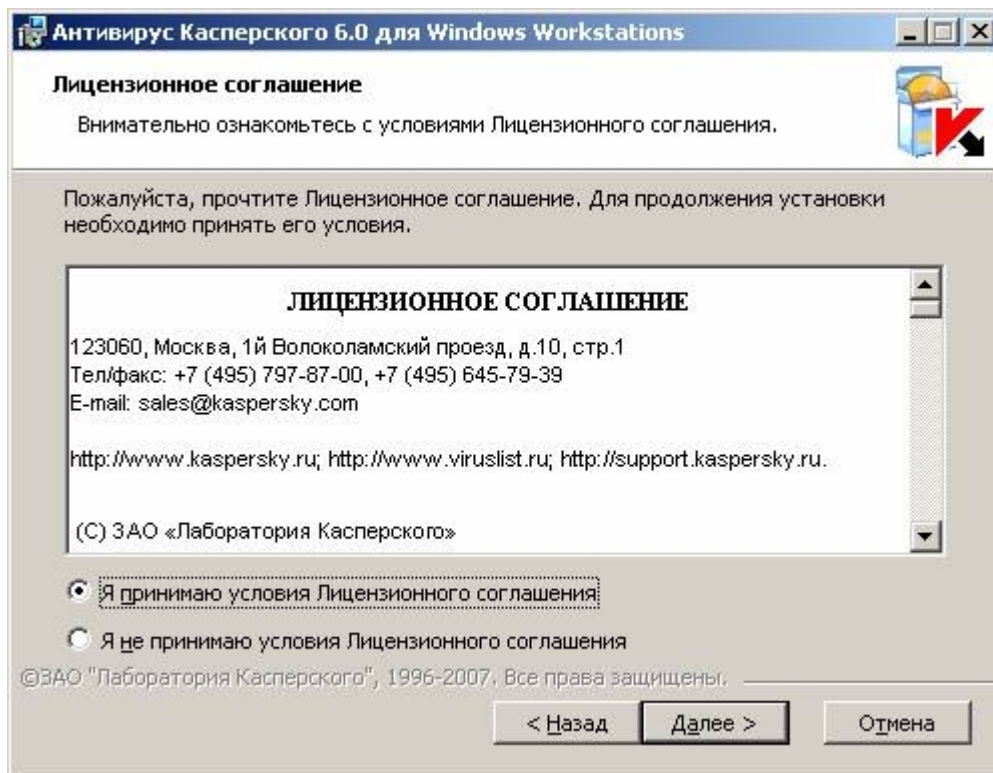 Антивирус Касперского 6.0 для Windows Workstations
Лицензионное соглашение
Внимательно ознакомьтесь с условиями Лицензионного соглашения.
Пожалуйста, прочтите Лицензионное соглашение. Для продолжения установки
необходимо принять его условия.
ЛИЦЕНЗИОННОЕ СОГЛАШЕНИЕ
123060, Москва, 1й Волоколамский проезд, д.10, стр.1
Тел/факс: +7 (495) 797-87-00, +7 (495) 645-79-39
E-mail: sales@kaspersky.com
http://www.kaspersky.ru; http://www.viruslist.ru; http://support.kaspersky.ru.
(С) ЗАО «Лаборатория Касперского»
Я принимаю условия Лицензионного соглашения
Я не принимаю условия Лицензионного соглашения
©ЗАО "Лаборатория Касперского", 1996-2007. Все права защищены.
< Назад Далее > Отмена